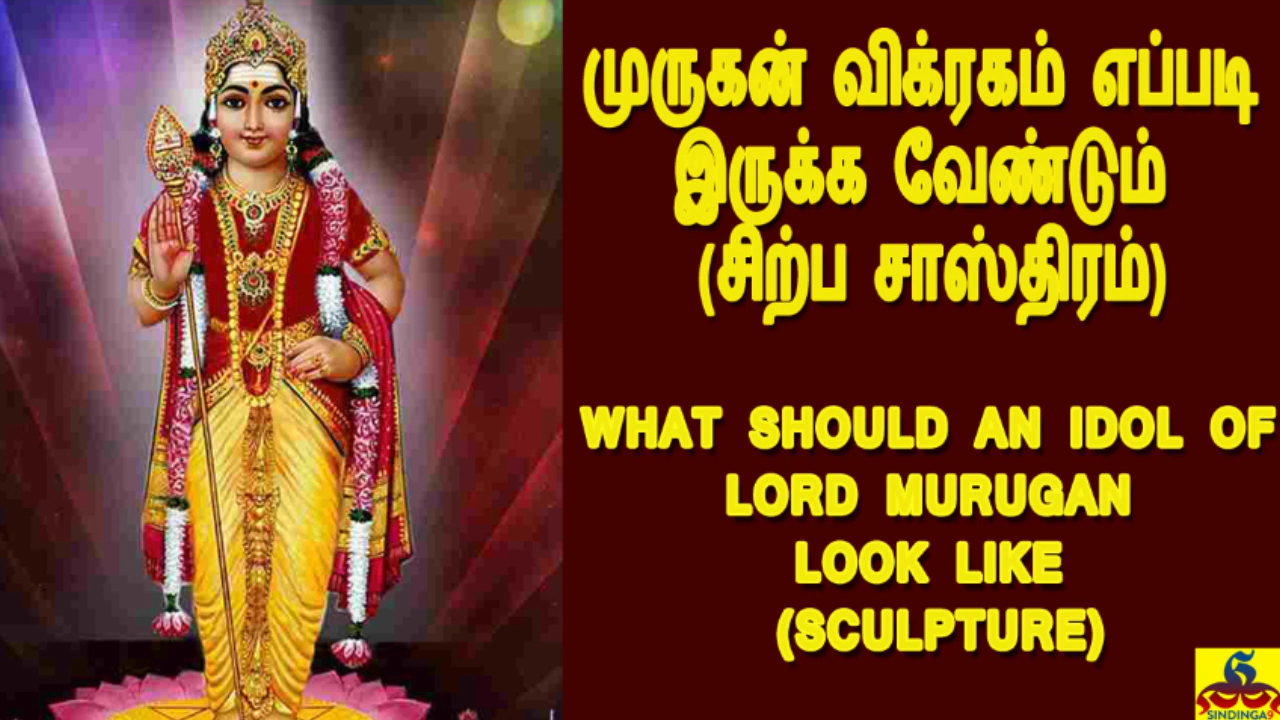 முருகன் விக்ரகம் எப்படி
இருக்க வேண்டும்
(சிற்ப சாஸ்திரம்)
WHAT SHOULD AN IDOL OF
LORD MURUGAN
LOOK LIKE
(SCULPTURE)
SINDINGA?